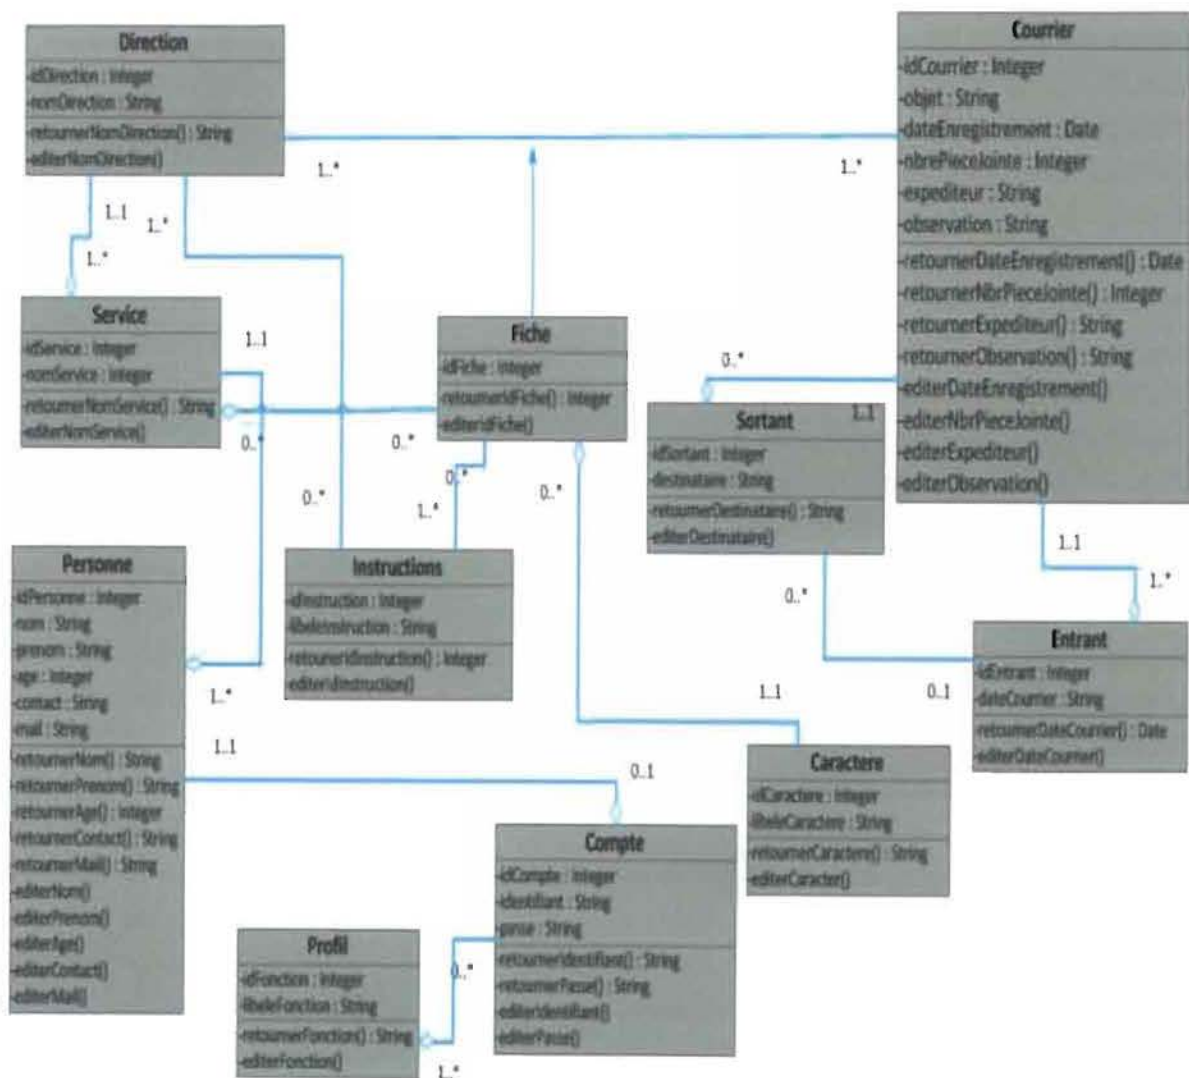 Direction
-idDirection : Integer
-nomDirection : String
-retournerNomDirection() : String
-editerNomDirection()
Courrier
-idCourrier : Integer
-objet : String
-dateEnregistrement : Date
-nbrePieceJointe : Integer
-expediteur : String
-observation : String
-retournerDateEnregistrement() : Date
-retournerNbrPieceJointe() : Integer
-retournerExpediteur() : String
-retournerObservation() : String
-editerDateEnregistrement()
-editerNbrPieceJointe()
-editerExpediteur()
-editerObservation()
1..*
1..*
1..1
1..*
1..*
Service
-idService : Integer
-nomService : Integer
-retournerNomService() : String
-editerNomService()
1..1
0..*
Fiche
-idFiche : Integer
-retournerIdFiche() : Integer
-editerIdFiche()
0..*
0..*
1..*
0..*
0..*
0..*
1..1
Sortant
-idSortant : Integer
-destinataire : String
-retournerDestinataire() : String
-editerDestinataire()
1..1
1..*
0..*
0..1
Personne
-idPersonne : Integer
-nom : String
-prenom : String
-age : Integer
-contact : String
-mail : String
-retournerNom() : String
-retournerPrenom() : String
-retournerAge() : Integer
-retournerContact() : String
-retournerMail() : String
-editerNom()
-editerPrenom()
-editerAge()
-editerContact()
-editerMail()
1..*
1..1
Instructions
-idInstruction : Integer
-libeleInstruction : String
-retounerIdInstruction() : Integer
-editerIdInstruction()
Entrant
-idEntrant : Integer
-dateCourrier : String
-retournerDateCourrier() : Date
-editerDateCourrier()
1..1
Caractere
-idCaractere : Integer
-libeleCaractere : String
-retournerCaractere() : String
-editerCaracter()
0..1
Compte
-idCompte : Integer
-identifiant : String
-passe : String
-retournerIdentifiant() : String
-retournerPasse() : String
-editerIdentifiant()
-editerPasse()
Profil
-idFonction : Integer
-libeleFonction : String
-retournerFonction() : String
-editerFonction()
0..*
1..*